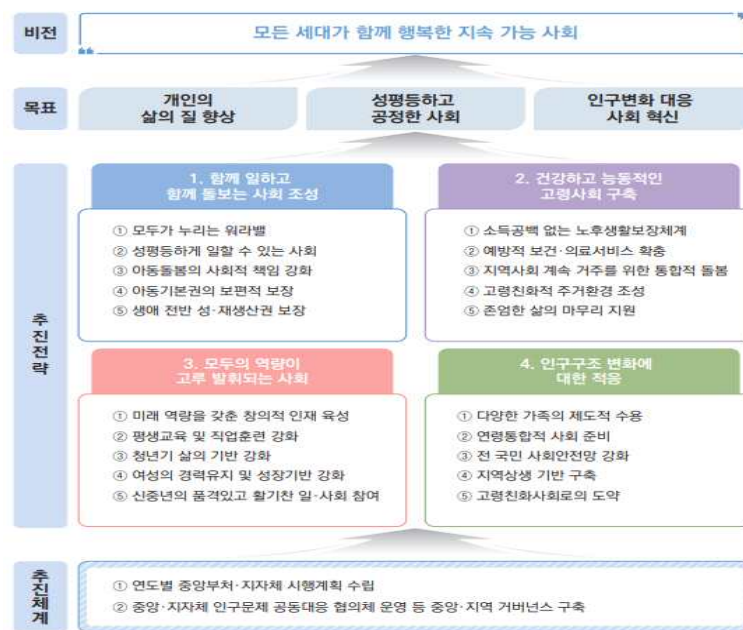 비전
모든 세대가 함께 행복한 지속 가능 사회
목표
개인의
삶의 질 향상
성평등하고
공정한 사회
인구변화 대응
사회 혁신
추진전략
1. 함께 일하고
함께 돌보는 사회 조성
① 모두가 누리는 워라밸
② 성평등하게 일할 수 있는 사회
③ 아동돌봄의 사회적 책임 강화
④ 아동기본권의 보편적 보장
⑤ 생애 전반 성·재생산권 보장
2. 건강하고 능동적인
고령사회 구축
① 소득공백 없는 노후생활보장체계
② 예방적 보건·의료서비스 확충
③ 지역사회 계속 거주를 위한 통합적 돌봄
④ 고령친화적 주거환경 조성
⑤ 존엄한 삶의 마무리 지원
3. 모두의 역량이
고루 발휘되는 사회
① 미래 역량을 갖춘 창의적 인재 육성
② 평생교육 및 직업훈련 강화
③ 청년기 삶의 기반 강화
④ 여성의 경력유지 및 성장기반 강화
⑤ 신중년의 품격있고 활기찬 일·사회 참여
4. 인구구조 변화에
대한 적응
① 다양한 가족의 제도적 수용
② 연령통합적 사회 준비
③ 전 국민 사회안전망 강화
④ 지역상생 기반 구축
⑤ 고령친화사회로의 도약
추진체계
① 연도별 중앙부처·지자체 시행계획 수립
② 중앙·지자체 인구문제 공동대응 협의체 운영 등 중앙·지역 거버넌스 구축